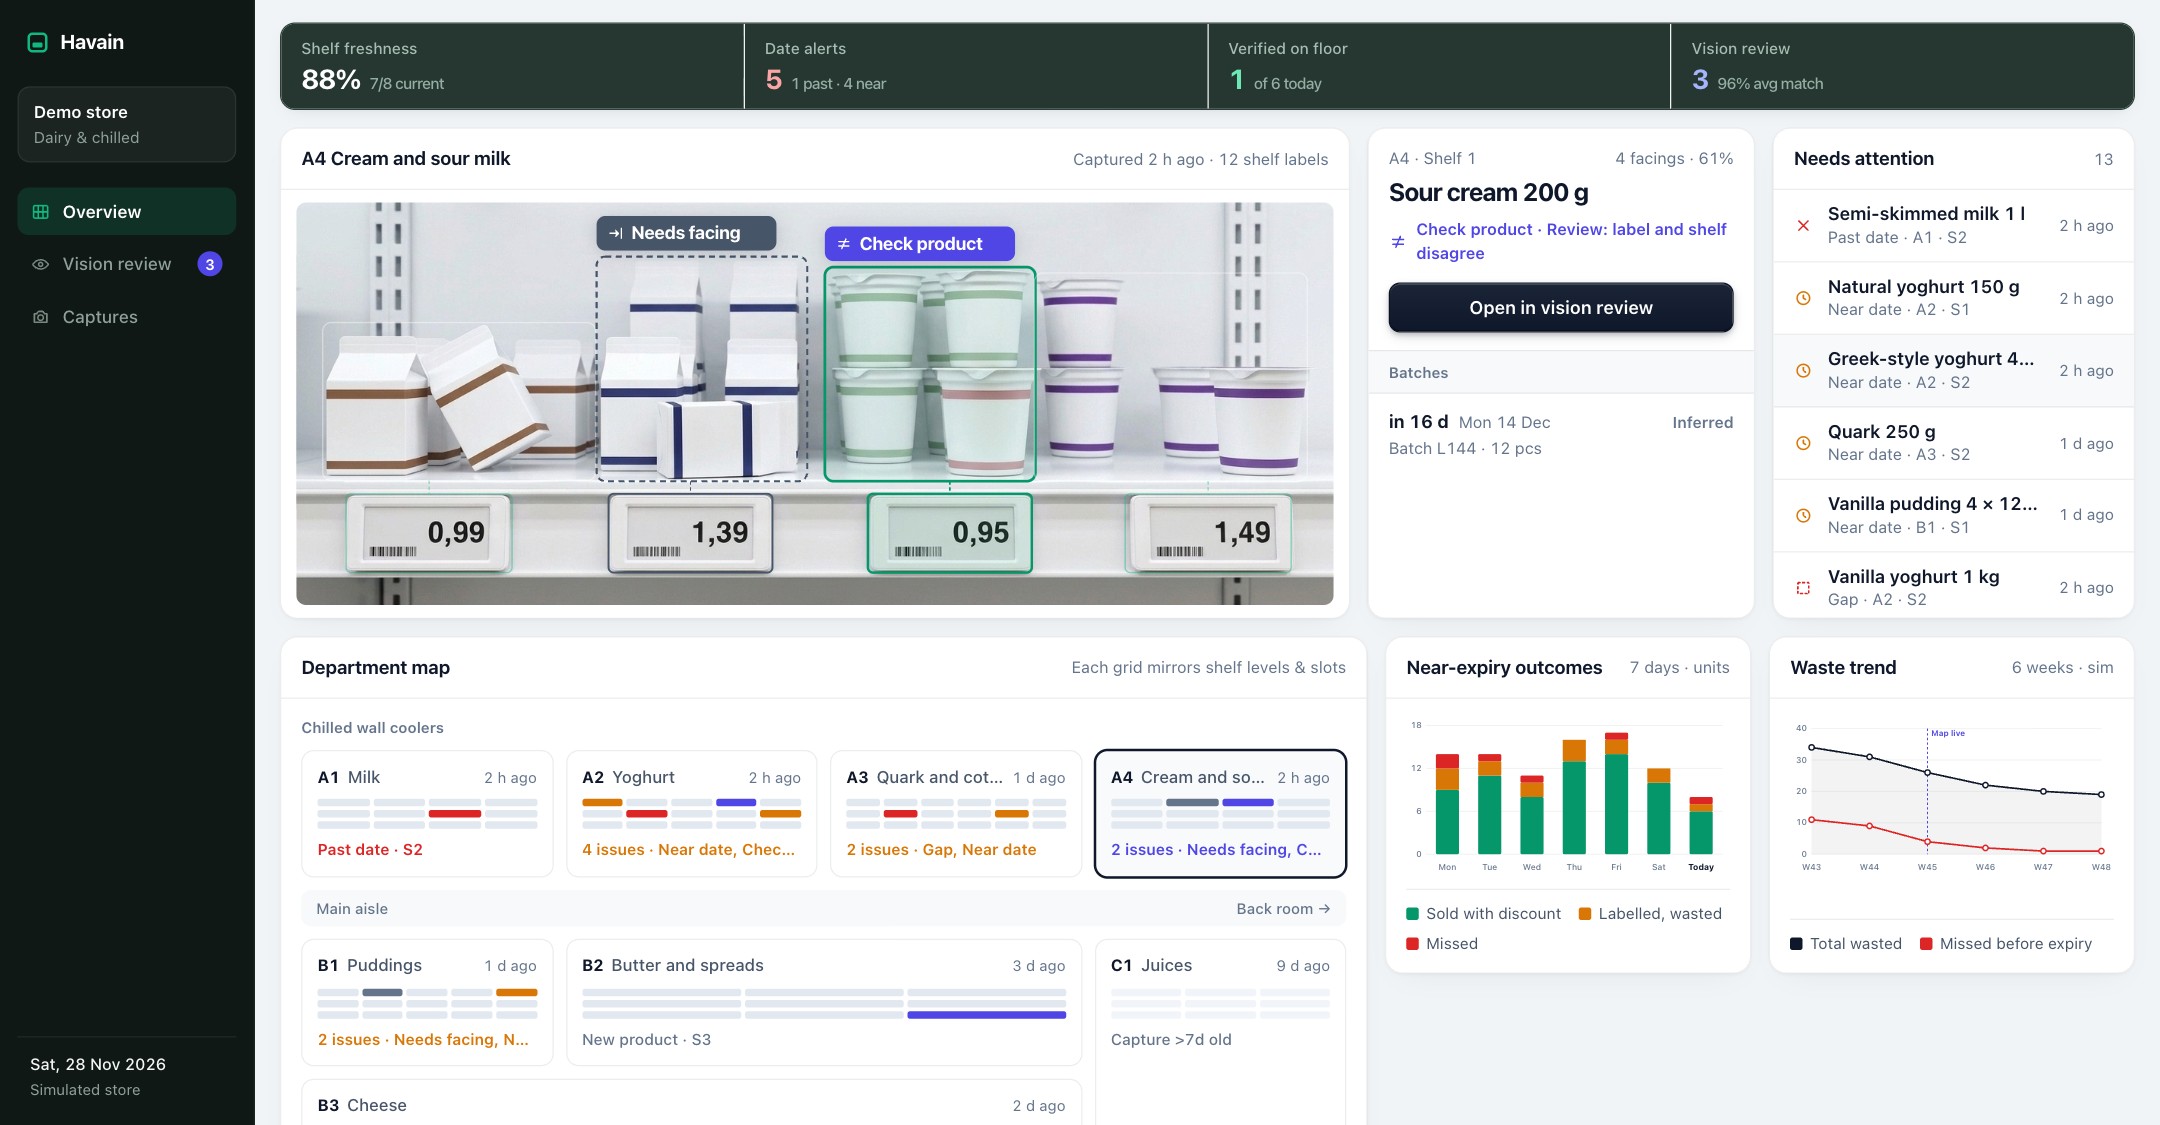 Havain
Demo store
Dairy & chilled
Overview
Vision review 3
Captures
Sat, 28 Nov 2026
Simulated store
Shelf freshness
88% 7/8 current
Date alerts
5 1 past · 4 near
Verified on floor
1 of 6 today
Vision review
3 96% avg match
A4 Cream and sour milk
Captured 2 h ago · 12 shelf labels
Needs facing
≠ Check product
0,99
1,39
0,95
1,49
A4 · Shelf 1
4 facings · 61%
Sour cream 200 g
≠ Check product · Review: label and shelf
disagree
Open in vision review
Batches
in 16 d Mon 14 Dec Inferred
Batch L144 · 12 pcs
Needs attention 13
Semi-skimmed milk 1 l
Past date · A1 · S2
2 h ago
Natural yoghurt 150 g
Near date · A2 · S1
2 h ago
Greek-style yoghurt 4...
Near date · A2 · S2
2 h ago
Quark 250 g
Near date · A3 · S2
1 d ago
Vanilla pudding 4 × 12...
Near date · B1 · S1
1 d ago
Vanilla yoghurt 1 kg
Gap · A2 · S2
2 h ago
Department map
Each grid mirrors shelf levels & slots
Chilled wall coolers
A1 Milk 2 h ago
Past date · S2
A2 Yoghurt 2 h ago
4 issues · Near date, Chec...
A3 Quark and cot... 1 d ago
2 issues · Gap, Near date
A4 Cream and so... 2 h ago
2 issues · Needs facing, C...
Main aisle
Back room →
B1 Puddings 1 d ago
2 issues · Needs facing, N...
B2 Butter and spreads 3 d ago
New product · S3
C1 Juices 9 d ago
Capture >7d old
B3 Cheese 2 d ago
Near-expiry outcomes
7 days · units
18
12
6
0
Mon Tue Wed Thu Fri Sat Today
Sold with discount
Labelled, wasted
Missed
Waste trend
6 weeks · sim
40
30
20
10
0
Map live
W43 W44 W45 W46 W47 W48
Total wasted
Missed before expiry